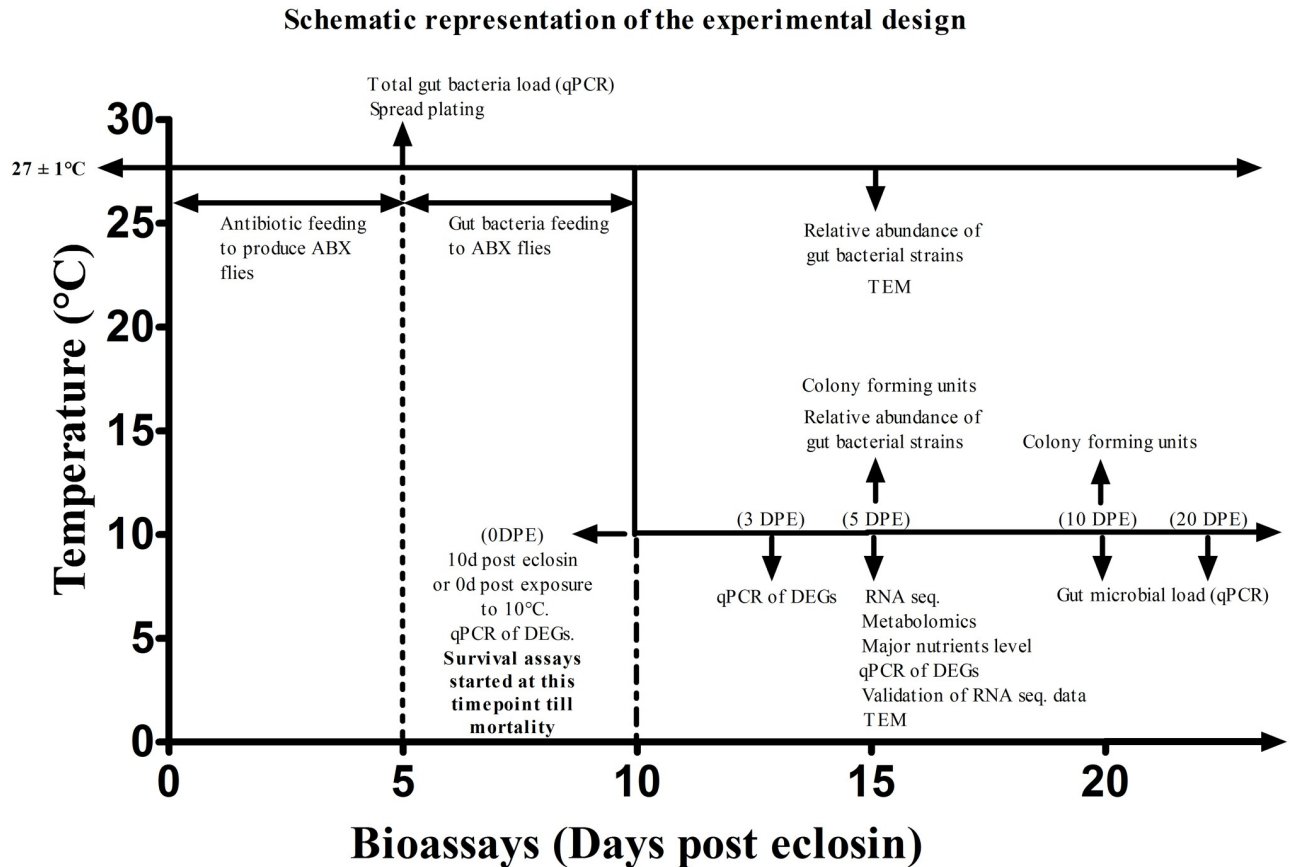 Schematic representation of the experimental design
Total gut bacteria load (qPCR)
Spread plating
30
27 ± 1°C
25
20
15
10
5
0
Temperature (°C)
Antibiotic feeding
to produce ABX
flies
Gut bacteria feeding
to ABX flies
Relative abundance of
gut bacterial strains
TEM
Colony forming units
Relative abundance of
gut bacterial strains
Colony forming units
(3 DPE)
(5 DPE)
(10 DPE)
(20 DPE)
(0DPE)
10d post eclosin
or 0d post exposure
to 10°C.
qPCR of DEGs.
Survival assays
started at this
timepoint till
mortality
qPCR of DEGs
RNA seq.
Metabolomics
Major nutrients level
qPCR of DEGs
Validation of RNA seq. data
TEM
Gut microbial load (qPCR)
0
5
10
15
20
Bioassays (Days post eclosin)